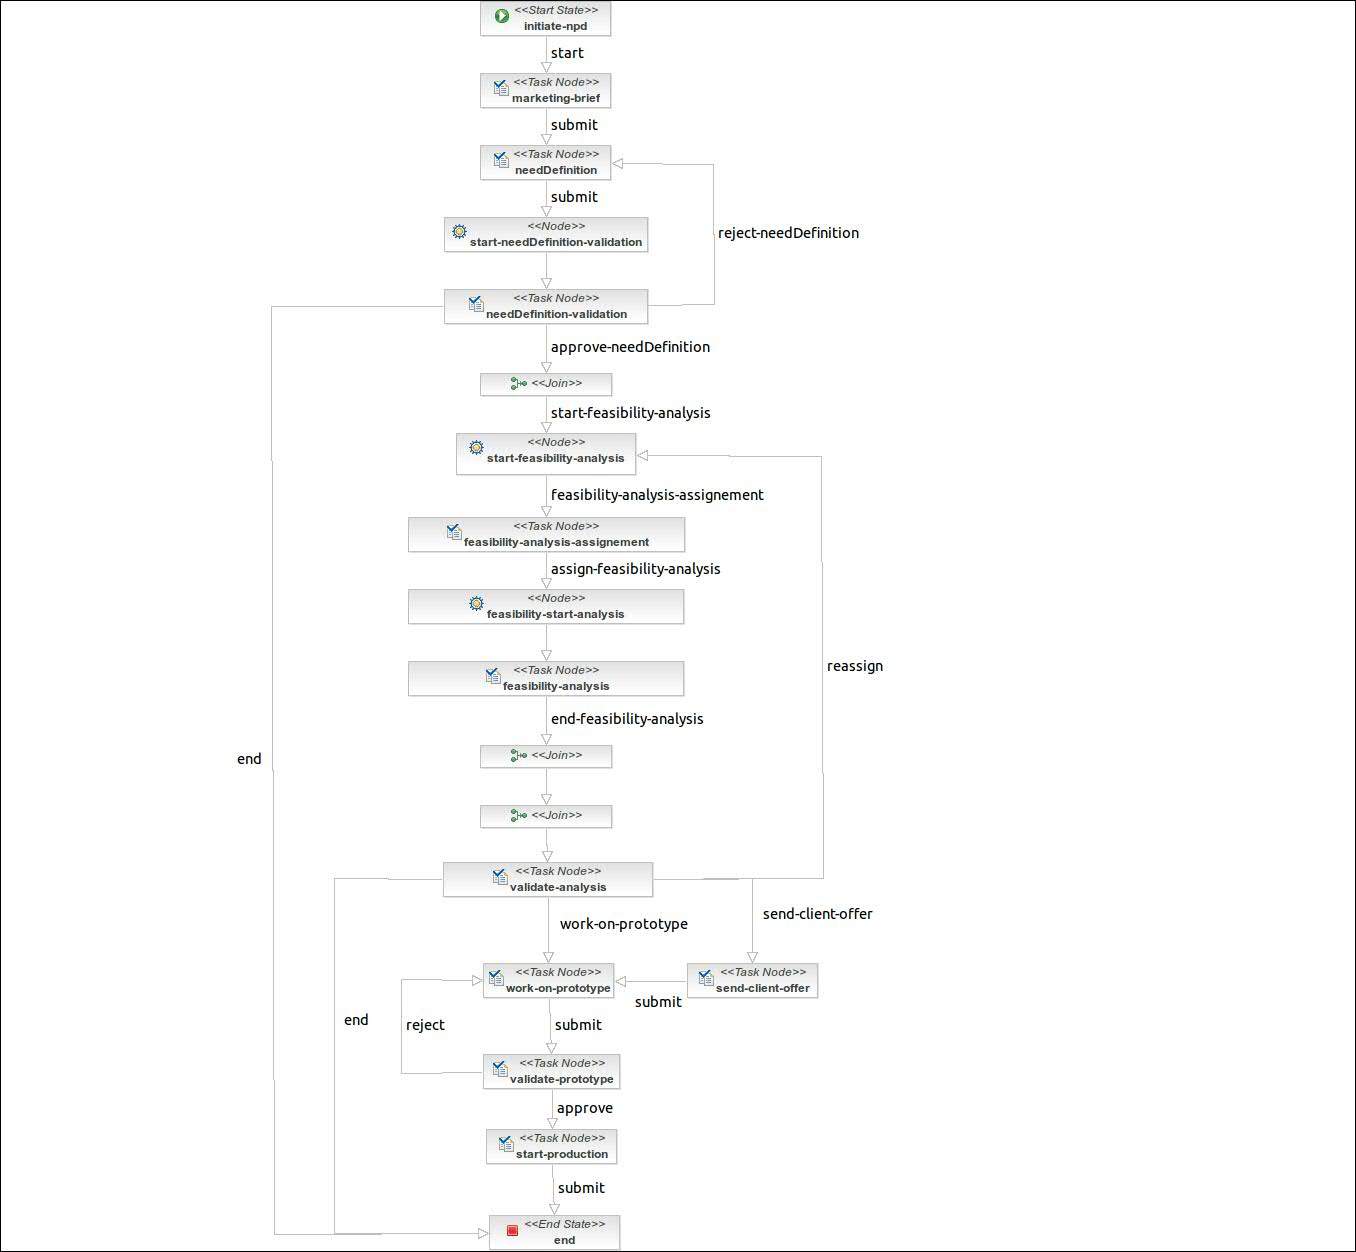 <<Start State>>
initiate-npd
start
<<Task Node>>
marketing-brief
submit
<<Task Node>>
needDefinition
submit
<<Node>>
start-needDefinition-validation
reject-needDefinition
<<Task Node>>
needDefinition-validation
approve-needDefinition
<<Join>>
start-feasibility-analysis
<<Node>>
start-feasibility-analysis
feasibility-analysis-assignement
<<Task Node>>
feasibility-analysis-assignement
assign-feasibility-analysis
<<Node>>
feasibility-start-analysis
reassign
<<Task Node>>
feasibility-analysis
end-feasibility-analysis
<<Join>>
end
<<Join>>
<<Task Node>>
validate-analysis
work-on-prototype
send-client-offer
<<Task Node>>
work-on-prototype
<<Task Node>>
send-client-offer
submit
end
reject
submit
<<Task Node>>
validate-prototype
approve
<<Task Node>>
start-production
submit
<<End State>>
end